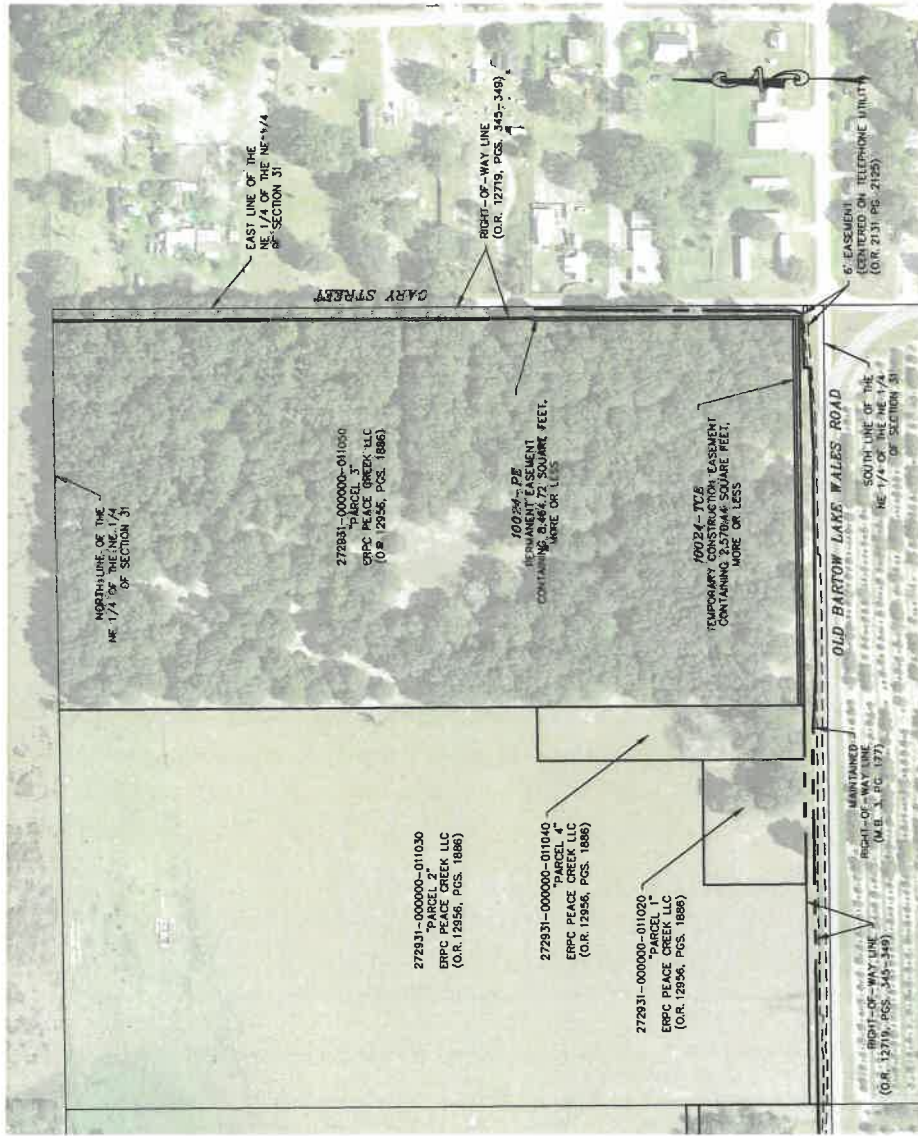 NORTH LINE OF THE
NE 1/4 OF THE NE 1/4
OF SECTION 31
EAST LINE OF THE
NE 1/4 OF THE NE 1/4
OF SECTION 31
GARY STREET
RIGHT-OF-WAY LINE
(O.R. 12719, PGS. 345-349)
272931-000000-011050
"PARCEL 3"
ERPC PEACE CREEK LLC
(O.R. 12956, PGS. 1886)
10024-PE
PERMANENT EASEMENT
CONTAINING 8,464.72 SQUARE FEET,
MORE OR LESS
10024-TCE
TEMPORARY CONSTRUCTION EASEMENT
CONTAINING 2,570.44 SQUARE FEET,
MORE OR LESS
6' EASEMENT
(CENTERED ON TELEPHONE UTILITY)
(O.R. 2131 PG. 2125)
272931-000000-011030
"PARCEL 2"
ERPC PEACE CREEK LLC
(O.R. 12956, PGS. 1886)
272931-000000-011040
"PARCEL 4"
ERPC PEACE CREEK LLC
(O.R. 12956, PGS. 1886)
272931-000000-011020
"PARCEL 1"
ERPC PEACE CREEK LLC
(O.R. 12956, PGS. 1886)
OLD BARTOW LAKE WALES ROAD
SOUTH LINE OF THE
NE 1/4 OF THE NE 1/4
OF SECTION 31
MAINTAINED
RIGHT-OF-WAY LINE
(M.B. 3, PG. 177)
RIGHT-OF-WAY LINE
(O.R. 12719, PGS. 345-349)